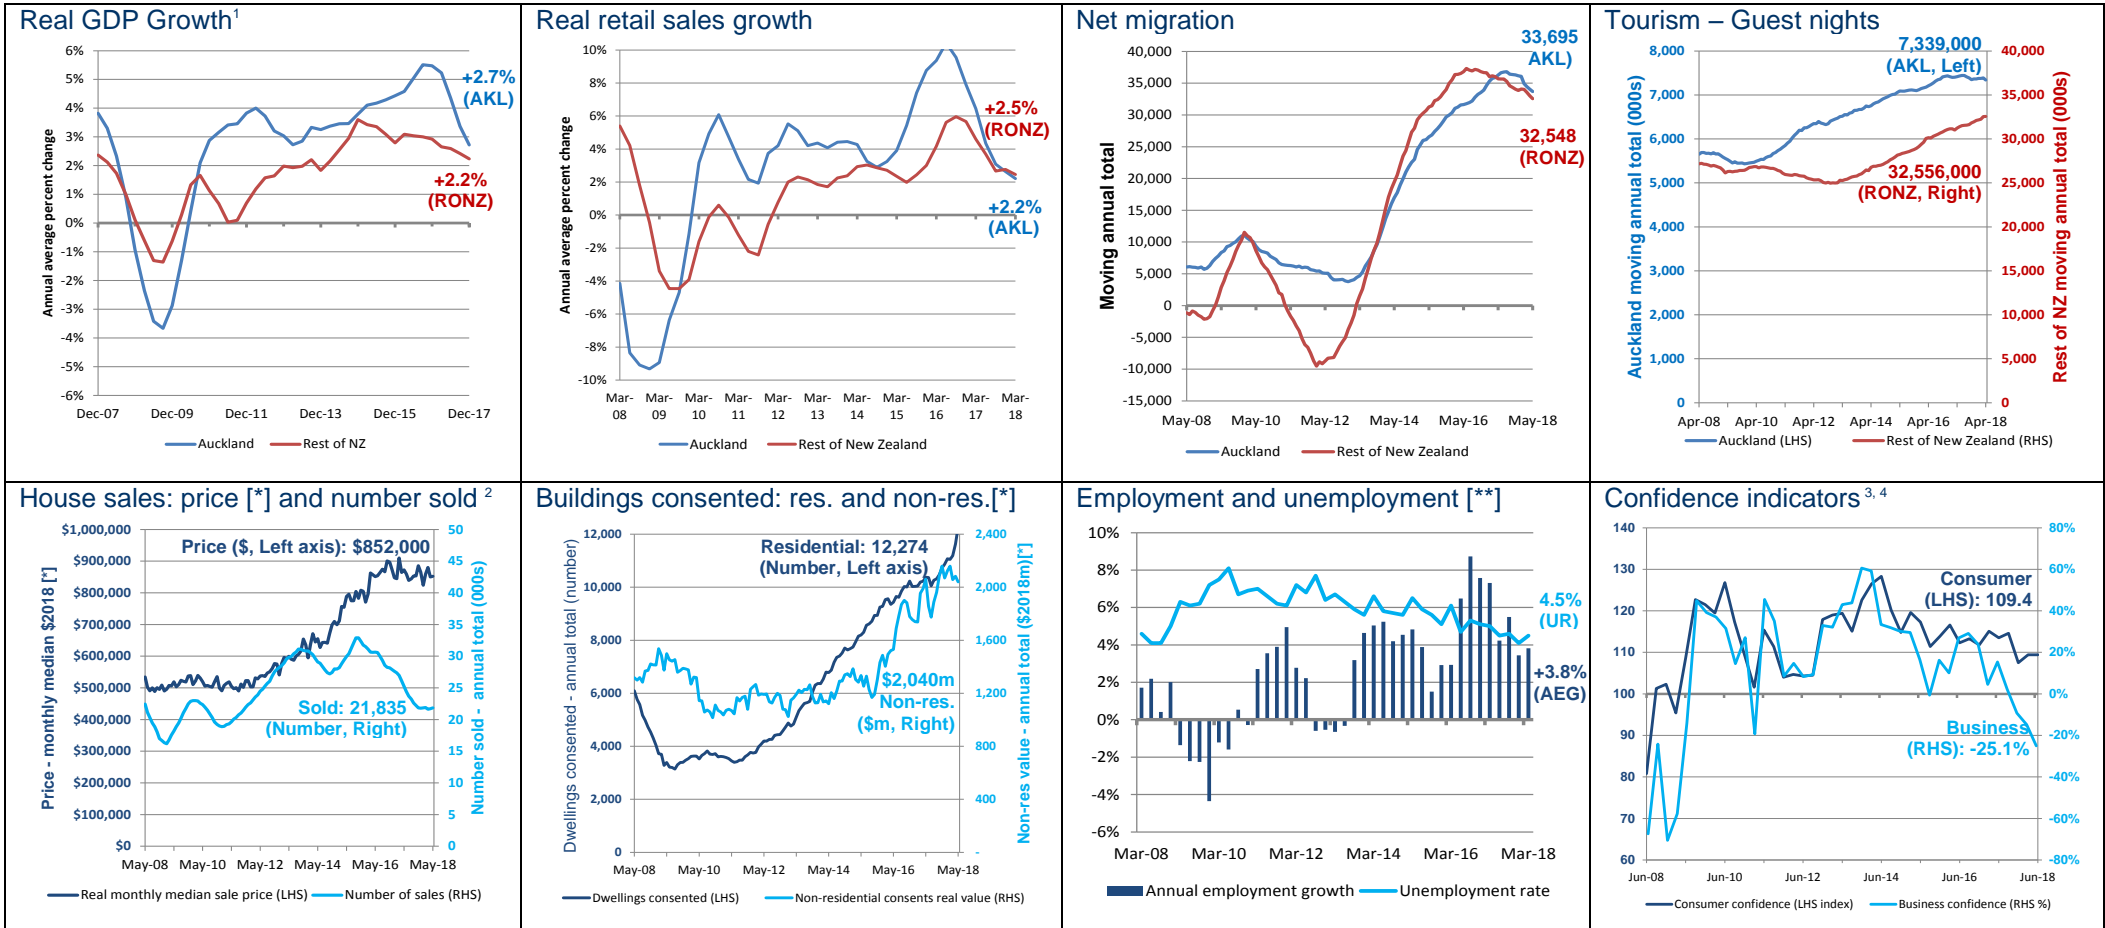 Real GDP Growth1
6%
5%
4%
3%
2%
1%
0%
-1%
-2%
-3%
-4%
-5%
-6%
Annual average percent change
+2.7%
(AKL)
+2.2%
(RONZ)
Dec-07 Dec-09 Dec-11 Dec-13 Dec-15 Dec-17
Auckland Rest of NZ
Real retail sales growth
10%
8%
6%
4%
2%
0%
-2%
-4%
-6%
-8%
-10%
Annual average percent change
+2.5%
(RONZ)
+2.2%
(AKL)
Mar- Mar- Mar- Mar- Mar- Mar- Mar- Mar- Mar- Mar- Mar-
08 09 10 11 12 13 14 15 16 17 18
Auckland Rest of New Zealand
Net migration
40,000
35,000
30,000
25,000
20,000
15,000
10,000
5,000
0
-5,000
-10,000
-15,000
Moving annual total
33,695
AKL)
32,548
(RONZ)
May-08 May-10 May-12 May-14 May-16 May-18
Auckland Rest of New Zealand
Tourism – Guest nights
8,000
7,000
6,000
5,000
4,000
3,000
2,000
1,000
0
Auckland moving annual total (000s)
7,339,000
(AKL, Left)
32,556,000
(RONZ, Right)
40,000
35,000
30,000
25,000
20,000
15,000
10,000
5,000
0
Rest of NZ moving annual total (000s)
Apr-08 Apr-10 Apr-12 Apr-14 Apr-16 Apr-18
Auckland (LHS) Rest of New Zealand (RHS)
House sales: price [*] and number sold 2
$1,000,000
$900,000
$800,000
$700,000
$600,000
$500,000
$400,000
$300,000
$200,000
$100,000
$0
Price - monthly median $2018 [*]
Price ($, Left axis): $852,000
Sold: 21,835
(Number, Right)
50
45
40
35
30
25
20
15
10
5
0
Number sold - annual total (000s)
May-08 May-10 May-12 May-14 May-16 May-18
Real monthly median sale price (LHS) Number of sales (RHS)
Buildings consented: res. and non-res.[*]
12,000
10,000
8,000
6,000
4,000
2,000
0
Dwellings consented - annual total (number)
Residential: 12,274
(Number, Left axis)
$2,040m
Non-res.
($m, Right)
2,400
2,000
1,600
1,200
800
400
-
Non-res value - annual total ($2018m)[*]
May-08 May-10 May-12 May-14 May-16 May-18
Dwellings consented (LHS) Non-residential consents real value (RHS)
Employment and unemployment [**]
10%
8%
6%
4%
2%
0%
-2%
-4%
-6%
4.5%
(UR)
+3.8%
(AEG)
Mar-08 Mar-10 Mar-12 Mar-14 Mar-16 Mar-18
Annual employment growth Unemployment rate
Confidence indicators 3, 4
140
130
120
110
100
90
80
70
60
Consumer
(LHS): 109.4
Business
(RHS): -25.1%
80%
60%
40%
20%
0%
-20%
-40%
-60%
-80%
Jun-08 Jun-10 Jun-12 Jun-14 Jun-16 Jun-18
Consumer confidence (LHS index) Business confidence (RHS %)